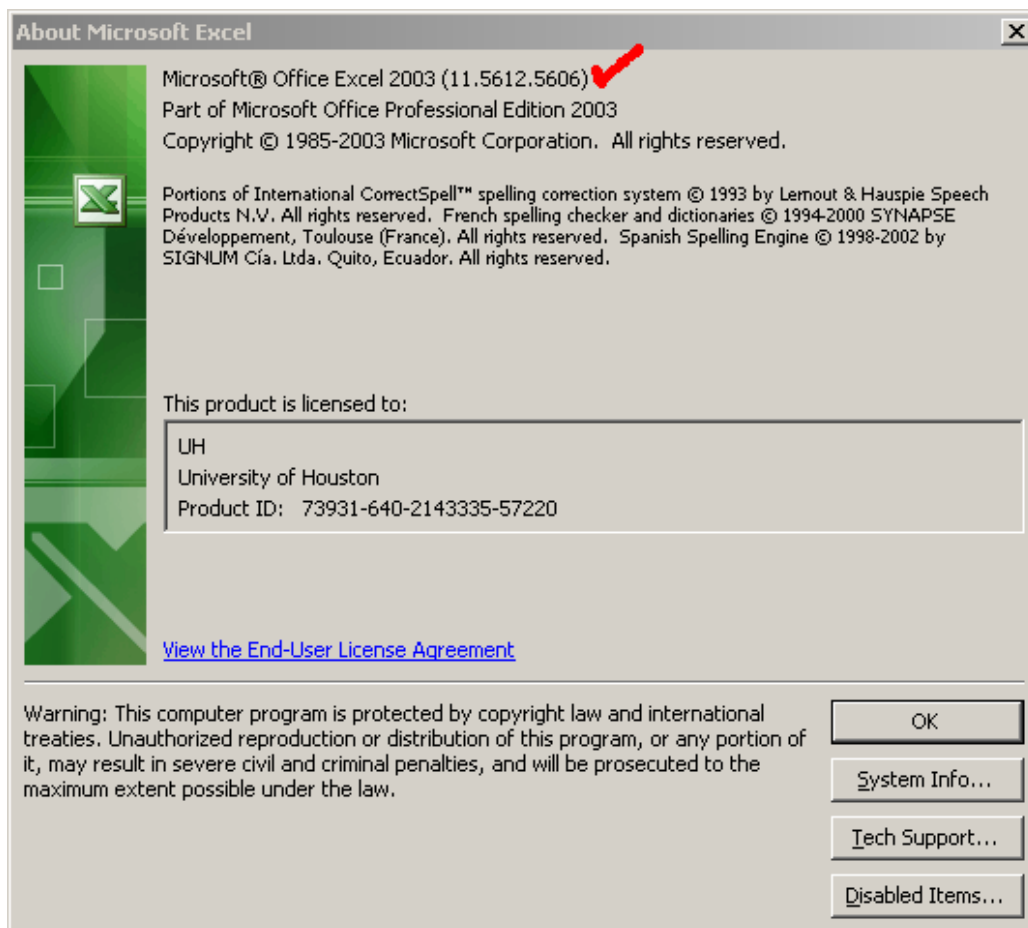 About Microsoft Excel
Microsoft® Office Excel 2003 (11.5612.5606)
Part of Microsoft Office Professional Edition 2003
Copyright © 1985-2003 Microsoft Corporation.  All rights reserved.
Portions of International CorrectSpell™ spelling correction system © 1993 by Lernout & Hauspie Speech
Products N.V. All rights reserved.  French spelling checker and dictionaries © 1994-2000 SYNAPSE
Développement, Toulouse (France). All rights reserved.  Spanish Spelling Engine © 1998-2002 by
SIGNUM Cía. Ltda. Quito, Ecuador. All rights reserved.
This product is licensed to:
UH
University of Houston
Product ID:   73931-640-2143335-57220
View the End-User License Agreement
Warning: This computer program is protected by copyright law and international
treaties. Unauthorized reproduction or distribution of this program, or any portion of
it, may result in severe civil and criminal penalties, and will be prosecuted to the
maximum extent possible under the law.
OK
System Info...
Tech Support...
Disabled Items...